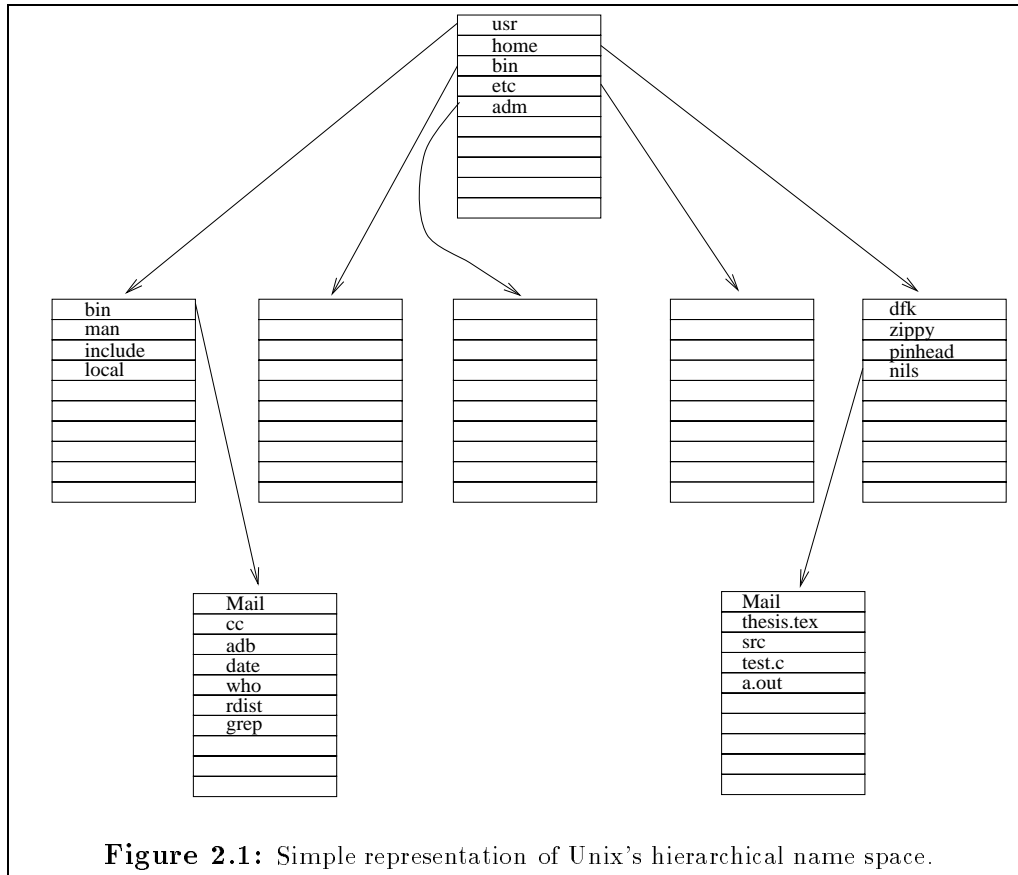 usr
home
bin
etc
adm
bin
man
include
local
dfk
zippy
pinhead
nils
Mail
cc
adb
date
who
rdist
grep
Mail
thesis.tex
src
test.c
a.out
Figure 2.1: Simple representation of Unix's hierarchical name space.